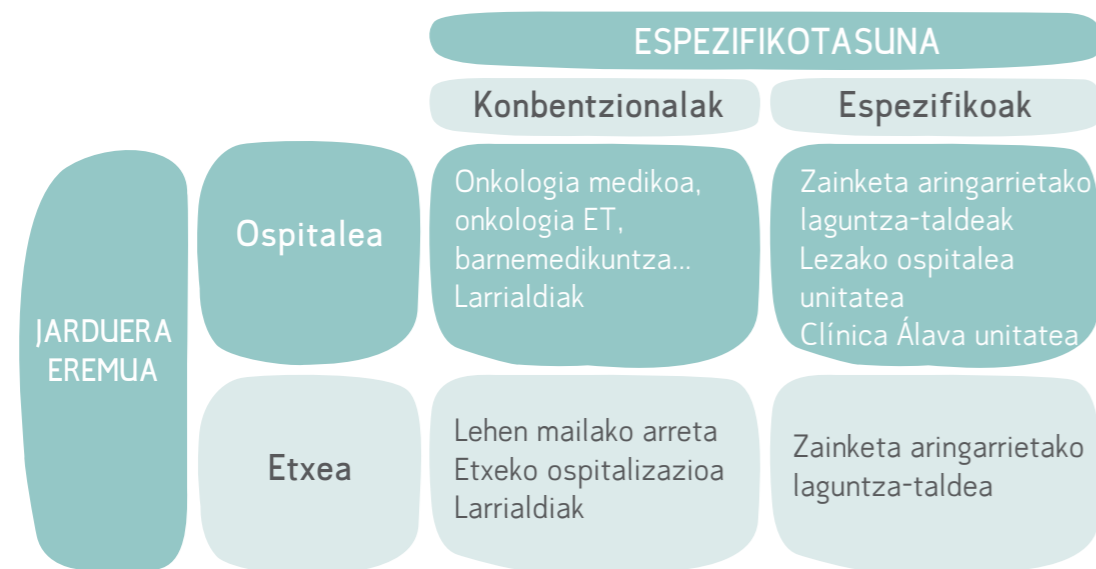 ESPEZIFIKOTASUNA
Konbentzionalak
Espezifikoak
JARDUERA
EREMUA
Ospitalea
Onkologia medikoa,
onkologia ET,
barnemedikuntza...
Larrialdiak
Zainketa aringarrietako
laguntza-taldeak
Lezako ospitalea
unitatea
Clínica Álava unitatea
Etxea
Lehen mailako arreta
Etxeko ospitalizazioa
Larrialdiak
Zainketa aringarrietako
laguntza-taldea